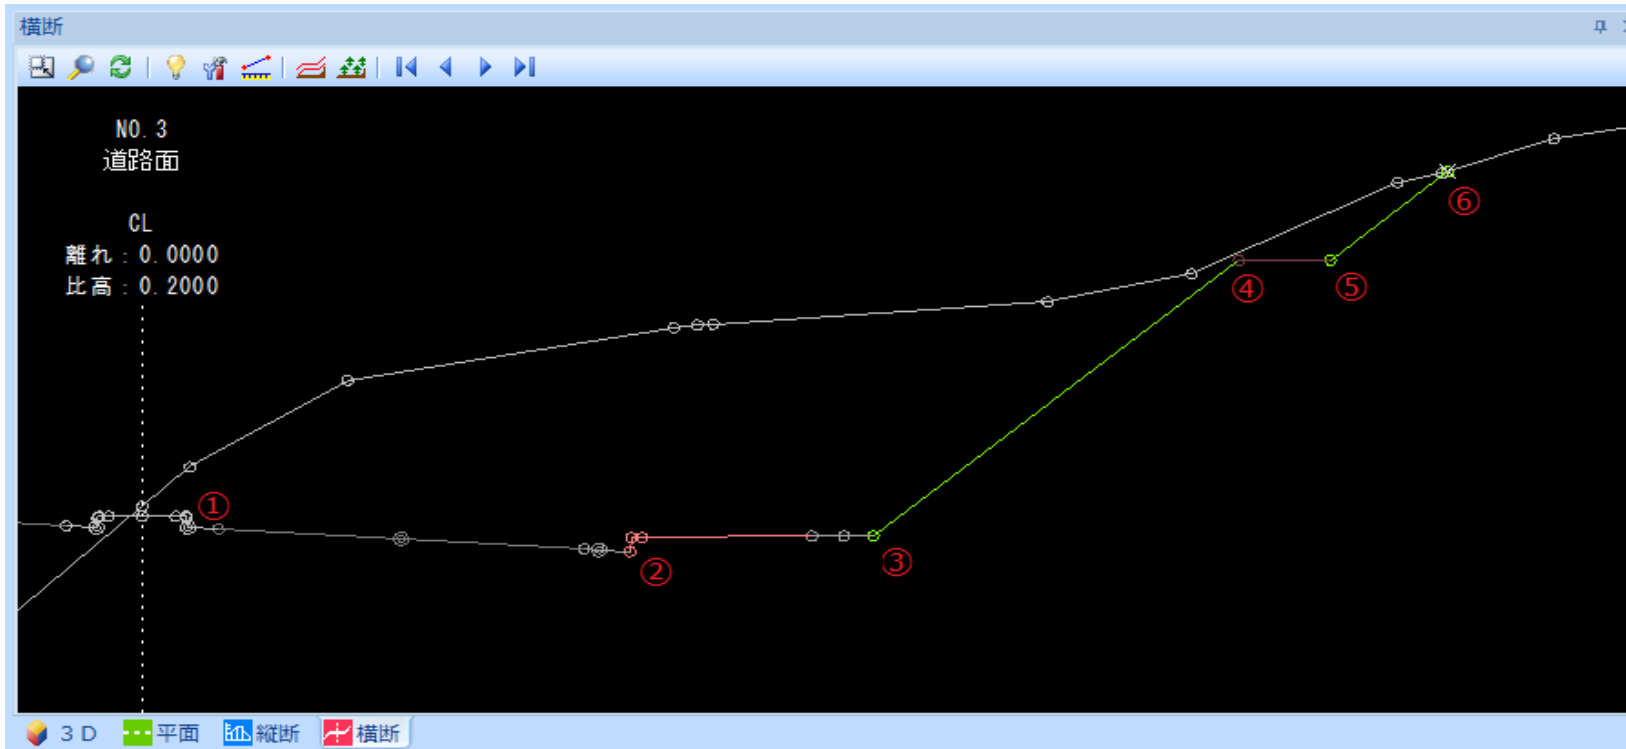 横断
NO.3
道路面
CL
離れ:0.0000
比高:0.2000
①
②
③
④
⑤
⑥
3D
平面
縦断
横断